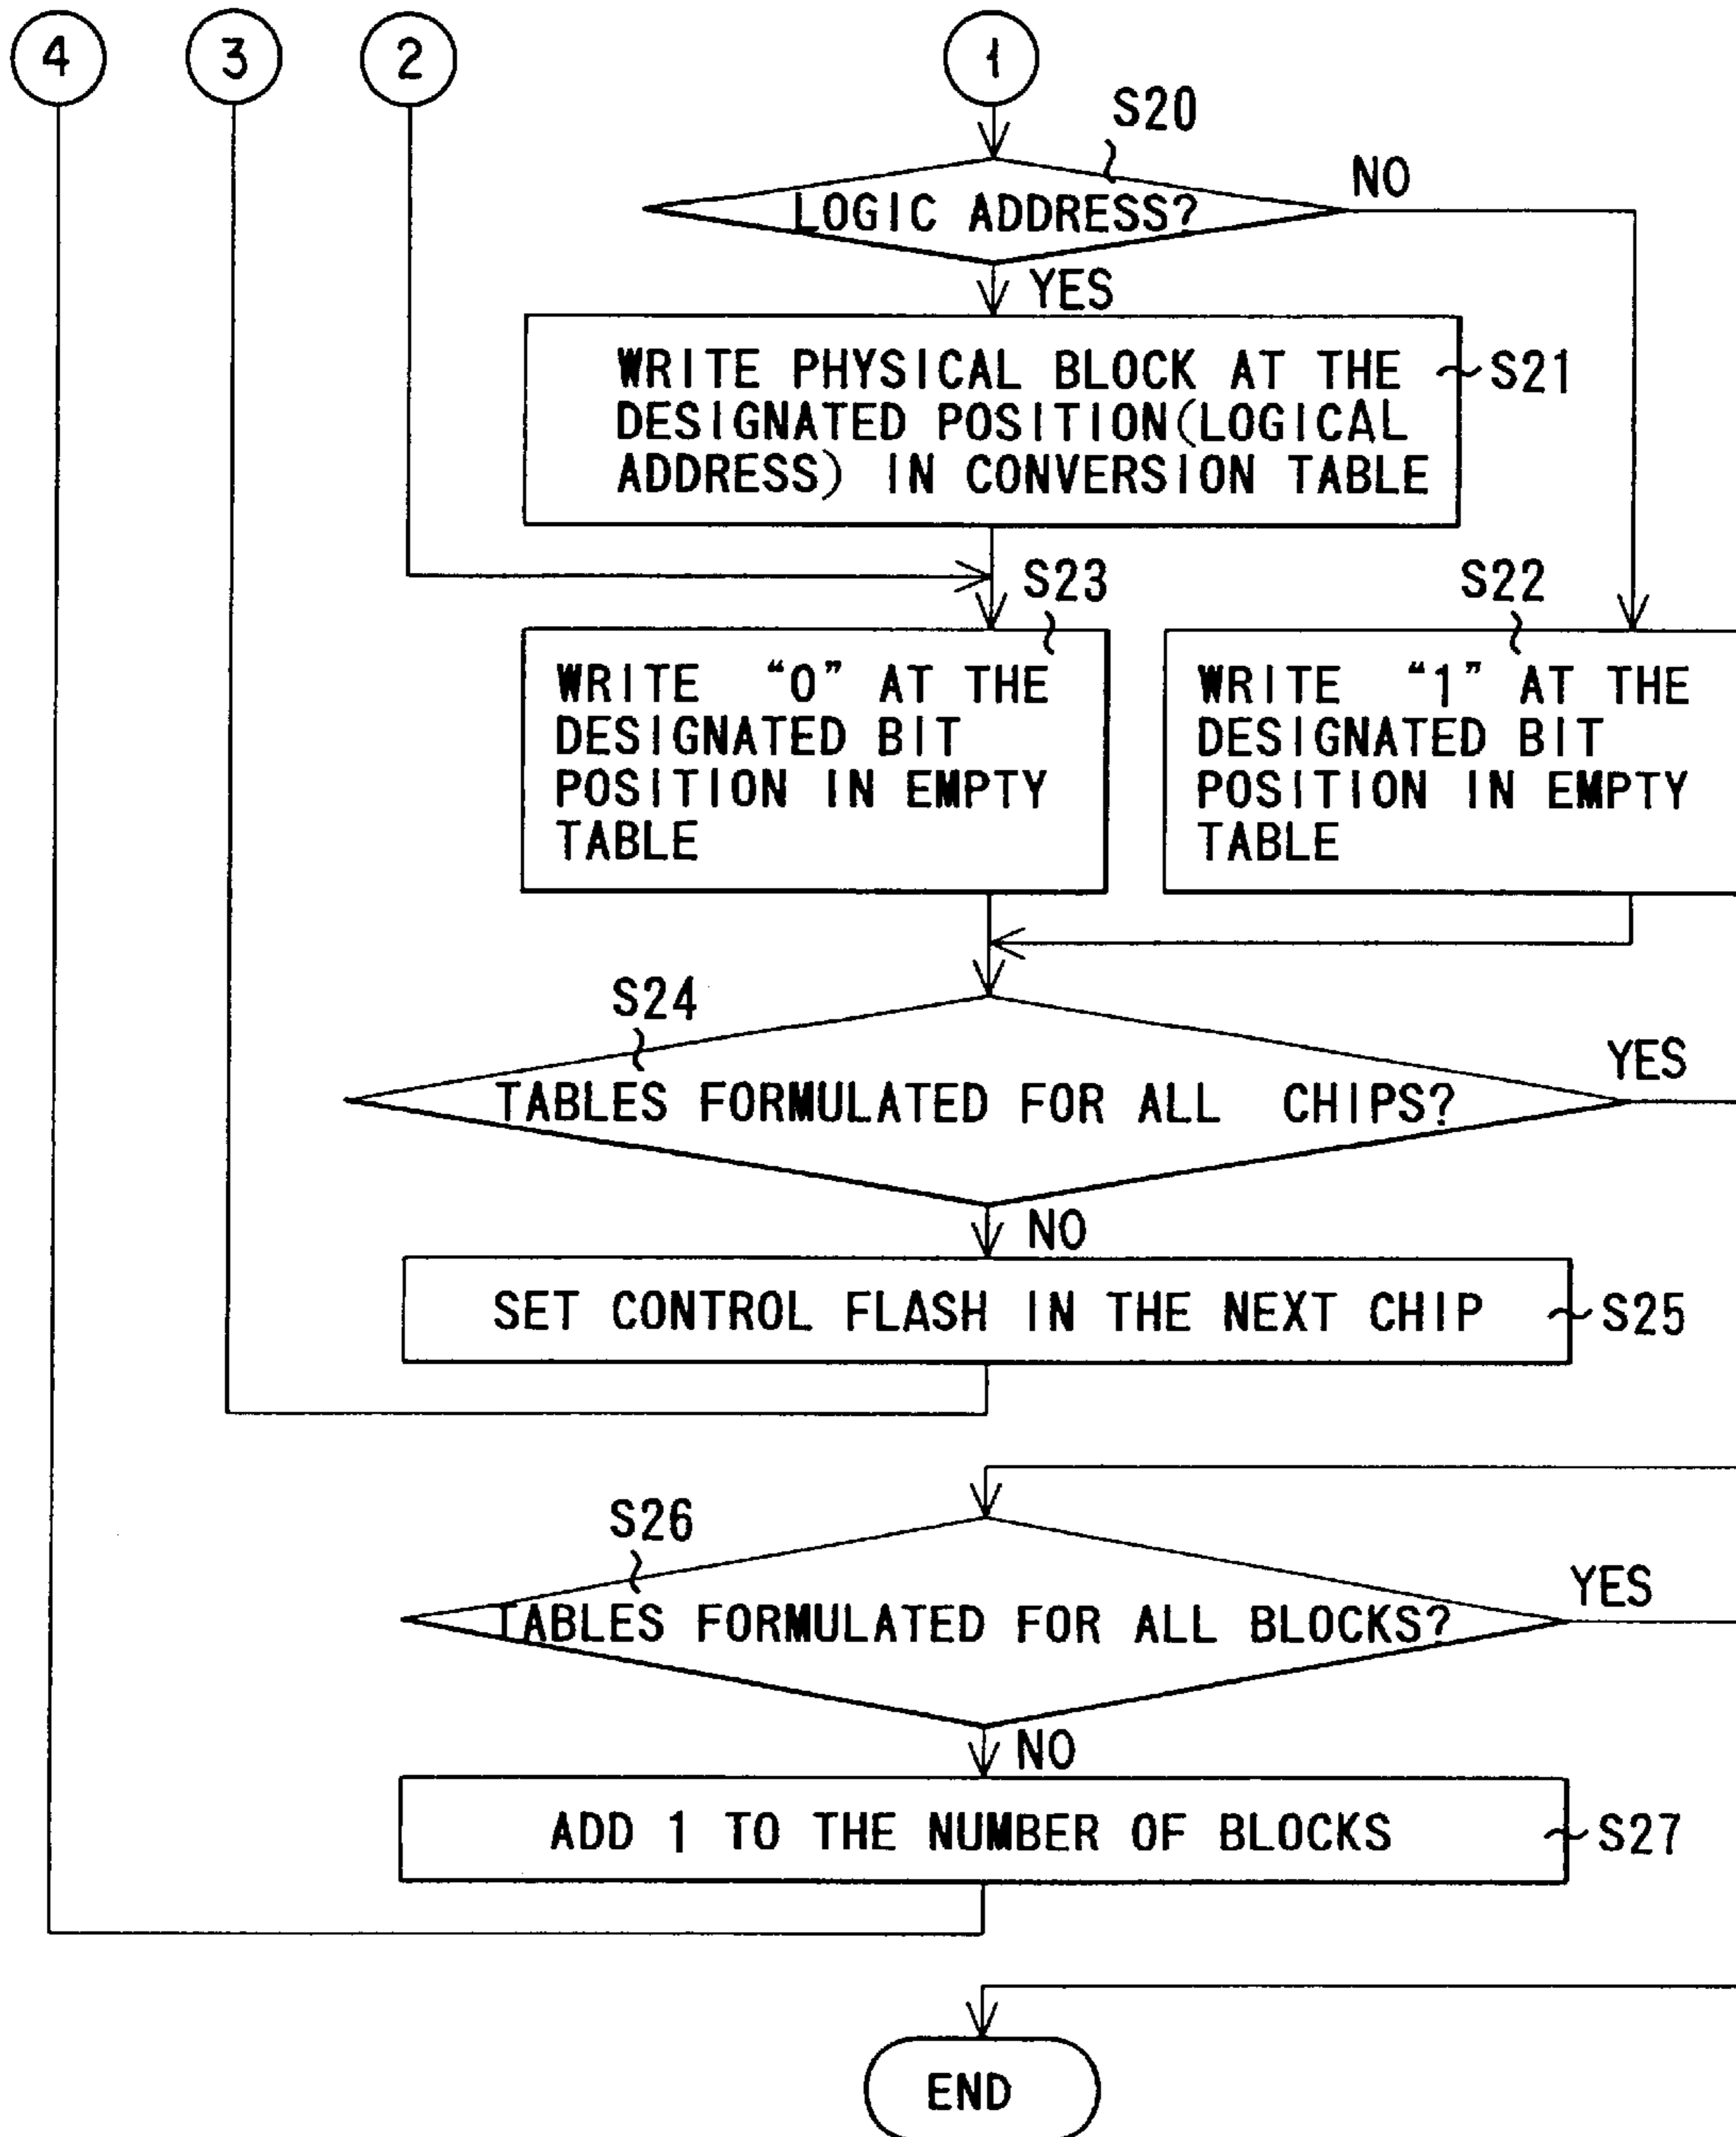 4
3
2
1
S20
LOGIC ADDRESS?
NO
YES
WRITE PHYSICAL BLOCK AT THE
DESIGNATED POSITION(LOGICAL
ADDRESS) IN CONVERSION TABLE
S21
S23
S22
WRITE “0” AT THE
DESIGNATED BIT
POSITION IN EMPTY
TABLE
WRITE “1” AT THE
DESIGNATED BIT
POSITION IN EMPTY
TABLE
S24
TABLES FORMULATED FOR ALL CHIPS?
YES
NO
SET CONTROL FLASH IN THE NEXT CHIP
S25
S26
TABLES FORMULATED FOR ALL BLOCKS?
YES
NO
ADD 1 TO THE NUMBER OF BLOCKS
S27
END